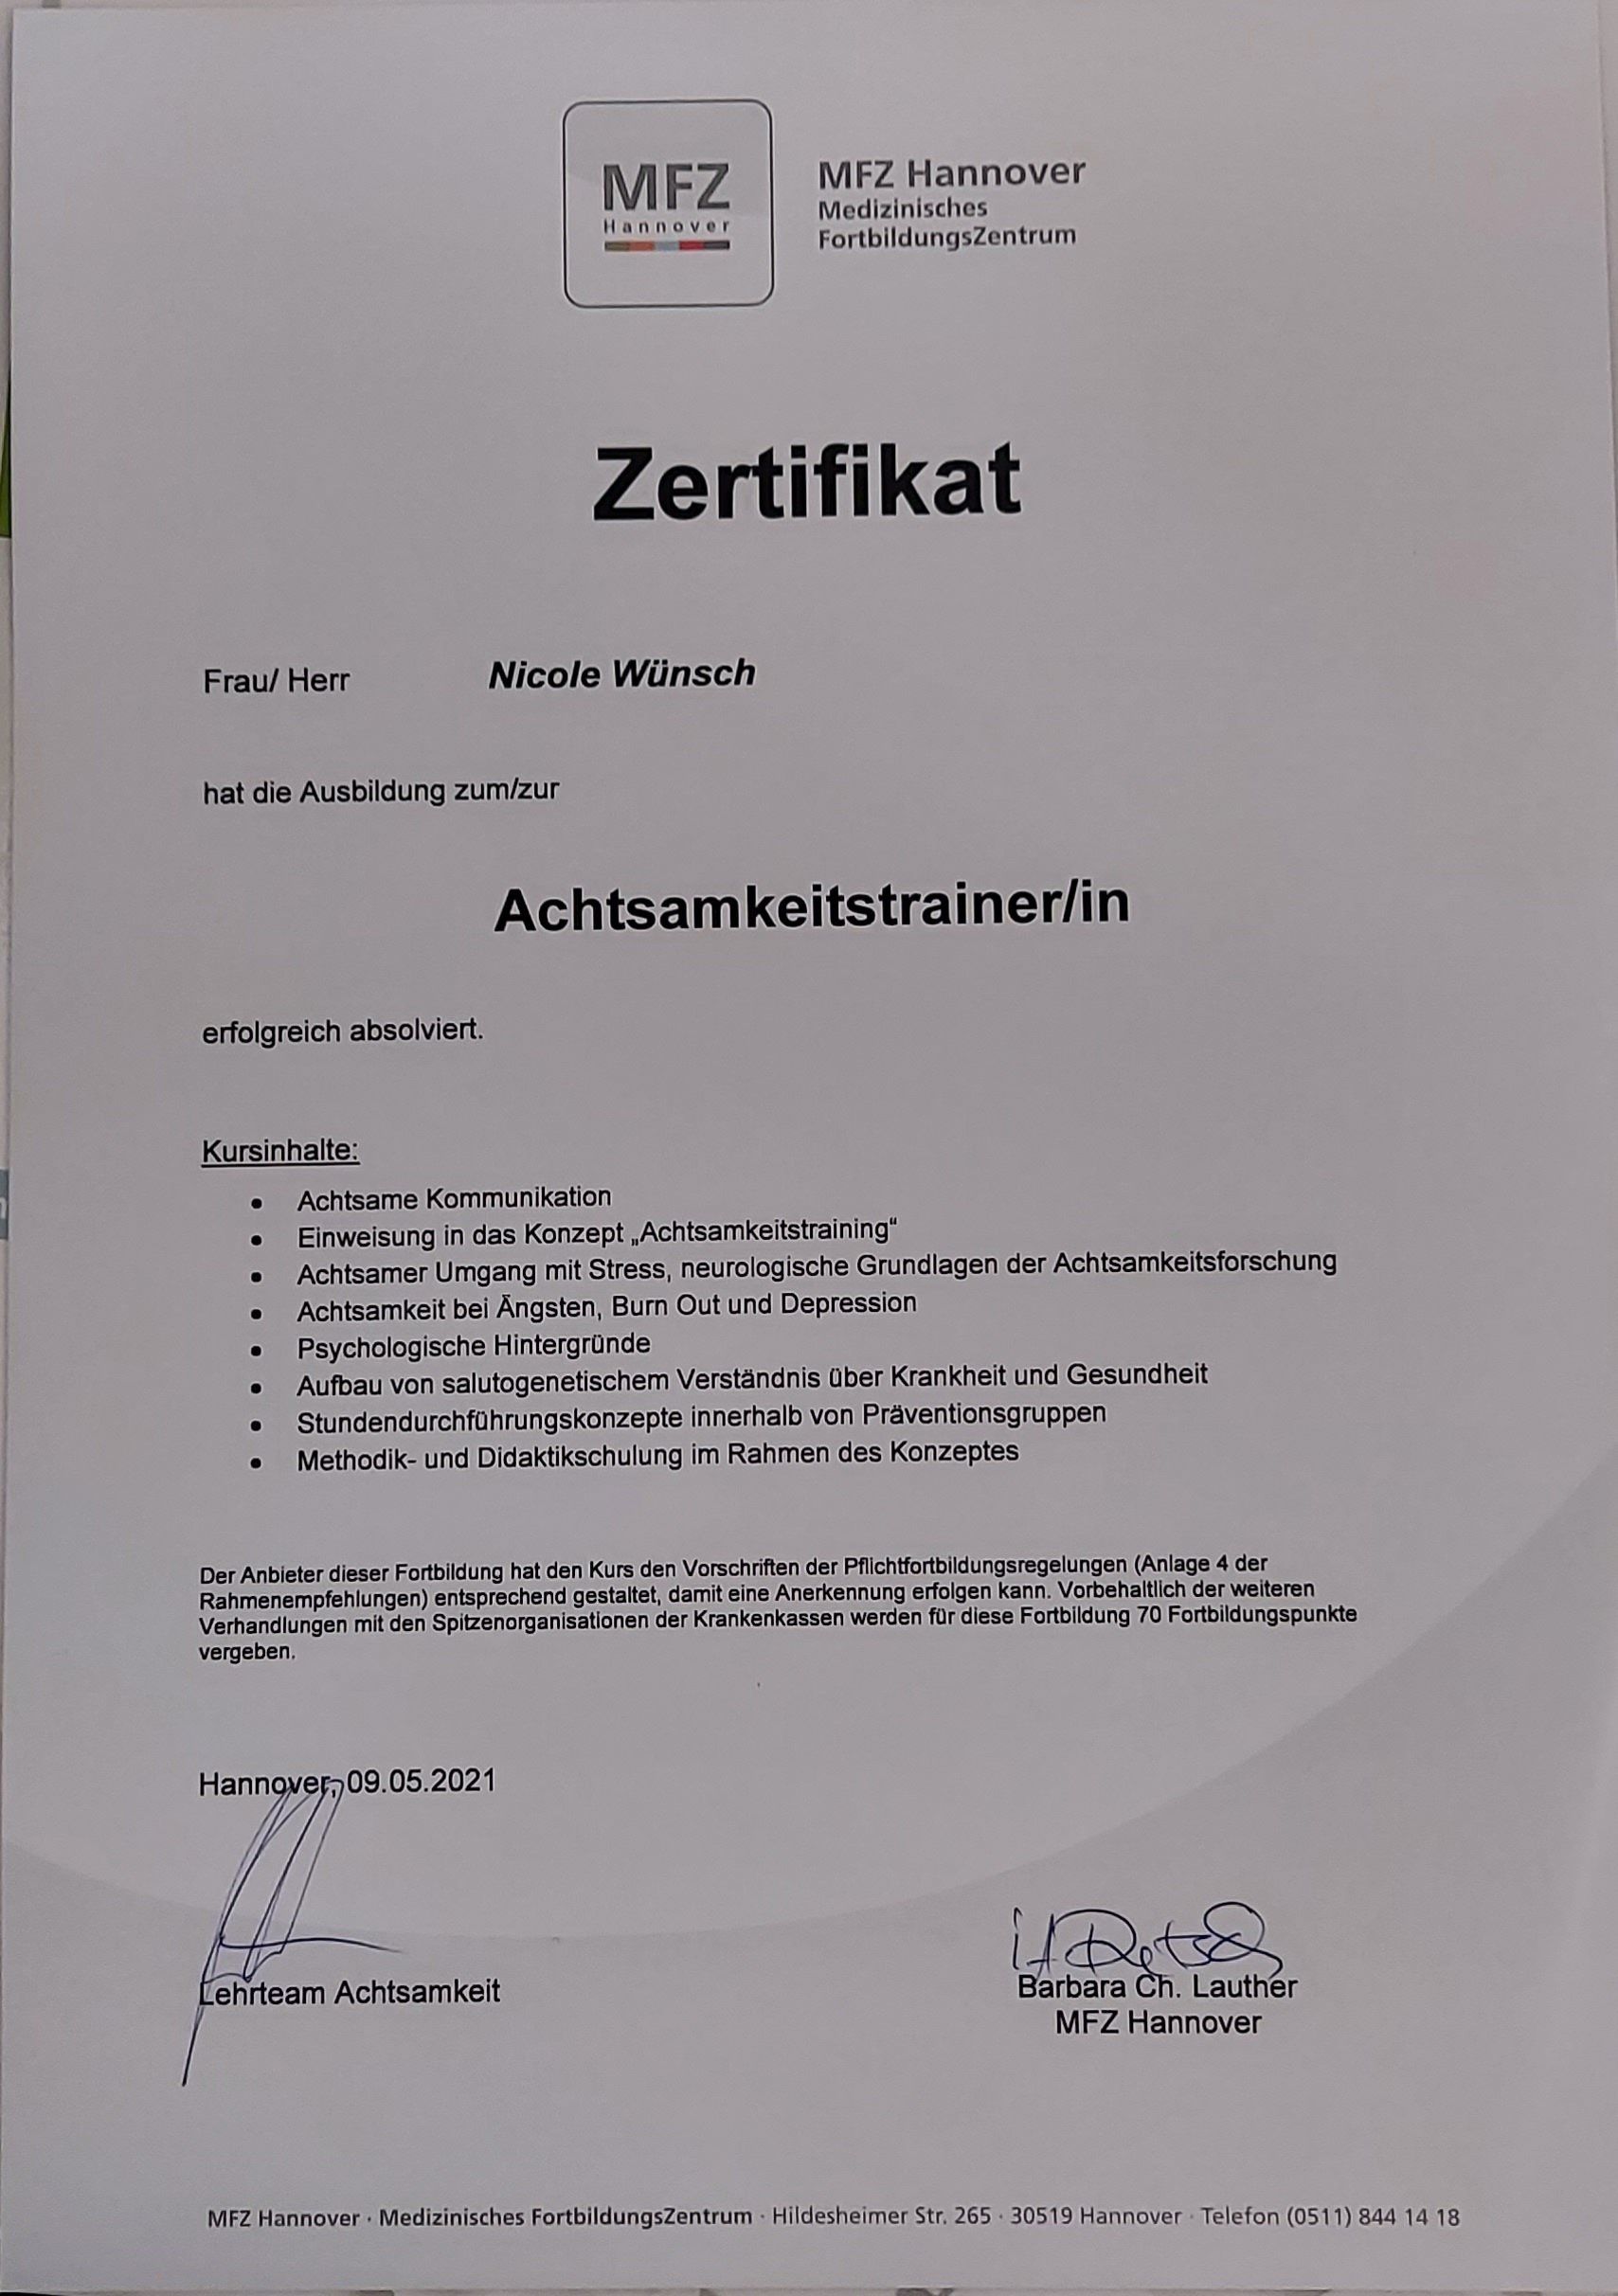 MFZ
Hannover
MFZ Hannover
Medizinisches
FortbildungsZentrum
Zertifikat
Frau/ Herr Nicole Wünsch
hat die Ausbildung zum/zur
Achtsamkeitstrainer/in
erfolgreich absolviert.
Kursinhalte:
• Achtsame Kommunikation
• Einweisung in das Konzept „Achtsamkeitstraining“
• Achtsamer Umgang mit Stress, neurologische Grundlagen der Achtsamkeitsforschung
• Achtsamkeit bei Ängsten, Burn Out und Depression
• Psychologische Hintergründe
• Aufbau von salutogenetischem Verständnis über Krankheit und Gesundheit
• Stundendurchführungskonzepte innerhalb von Präventionsgruppen
• Methodik- und Didaktikschulung im Rahmen des Konzeptes
Der Anbieter dieser Fortbildung hat den Kurs den Vorschriften der Pflichtfortbildungsregelungen (Anlage 4 der
Rahmenempfehlungen) entsprechend gestaltet, damit eine Anerkennung erfolgen kann. Vorbehaltlich der weiteren
Verhandlungen mit den Spitzenorganisationen der Krankenkassen werden für diese Fortbildung 70 Fortbildungspunkte
vergeben.
Hannover, 09.05.2021
Lehrteam Achtsamkeit
Barbara Ch. Lauther
MFZ Hannover
MFZ Hannover · Medizinisches FortbildungsZentrum · Hildesheimer Str. 265 · 30519 Hannover · Telefon (0511) 844 14 18